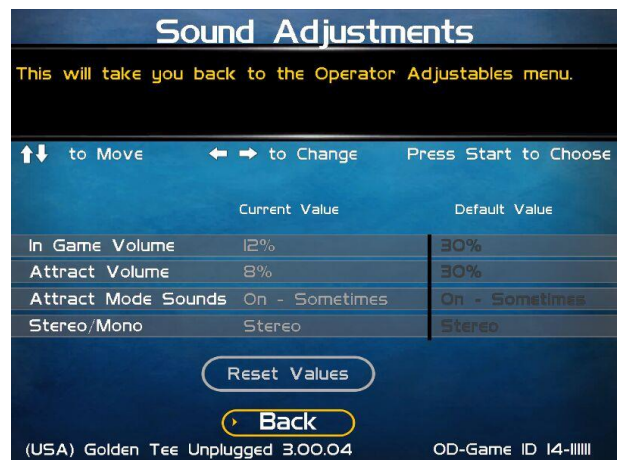 Sound Adjustments
This will take you back to the Operator Adjustables menu.
to Move to Change Press Start to Choose
Current Value Default Value
In Game Volume 12% 30%
Attract Volume 8% 30%
Attract Mode Sounds On - Sometimes On - Sometimes
Stereo/Mono Stereo Stereo
Reset Values
Back
(USA) Golden Tee Unplugged 3.00.04 OD-Game ID 14-111111